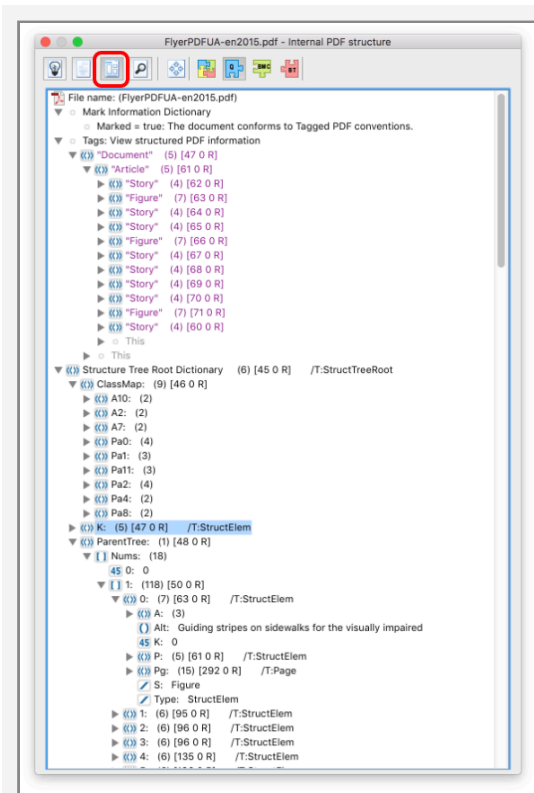 FlyerPDFUA-en2015.pdf - Internal PDF structure
Q BMC BT
File name: (FlyerPDFUA-en2015.pdf)
Mark Information Dictionary
Marked = true: The document conforms to Tagged PDF conventions.
Tags: View structured PDF information
"Document" (5) [47 0 R]
"Article" (5) [61 0 R]
"Story" (4) [62 0 R]
"Figure" (7) [63 0 R]
"Story" (4) [64 0 R]
"Story" (4) [65 0 R]
"Figure" (7) [66 0 R]
"Story" (4) [67 0 R]
"Story" (4) [68 0 R]
"Story" (4) [69 0 R]
"Story" (4) [70 0 R]
"Figure" (7) [71 0 R]
"Story" (4) [60 0 R]
This
This
Structure Tree Root Dictionary (6) [45 0 R] /T:StructTreeRoot
ClassMap: (9) [46 0 R]
A10: (2)
A2: (2)
A7: (2)
Pa0: (4)
Pa1: (3)
Pa11: (3)
Pa2: (4)
Pa4: (2)
Pa8: (2)
K: (5) [47 0 R] /T:StructElem
ParentTree: (1) [48 0 R]
[ ] Nums: (18)
45 0: 0
[ ] 1: (118) [50 0 R]
0: (7) [63 0 R] /T:StructElem
A: (3)
() Alt: Guiding stripes on sidewalks for the visually impaired
45 K: 0
P: (5) [61 0 R] /T:StructElem
Pg: (15) [292 0 R] /T:Page
S: Figure
Type: StructElem
1: (6) [95 0 R] /T:StructElem
2: (6) [96 0 R] /T:StructElem
3: (6) [96 0 R] /T:StructElem
4: (6) [135 0 R] /T:StructElem